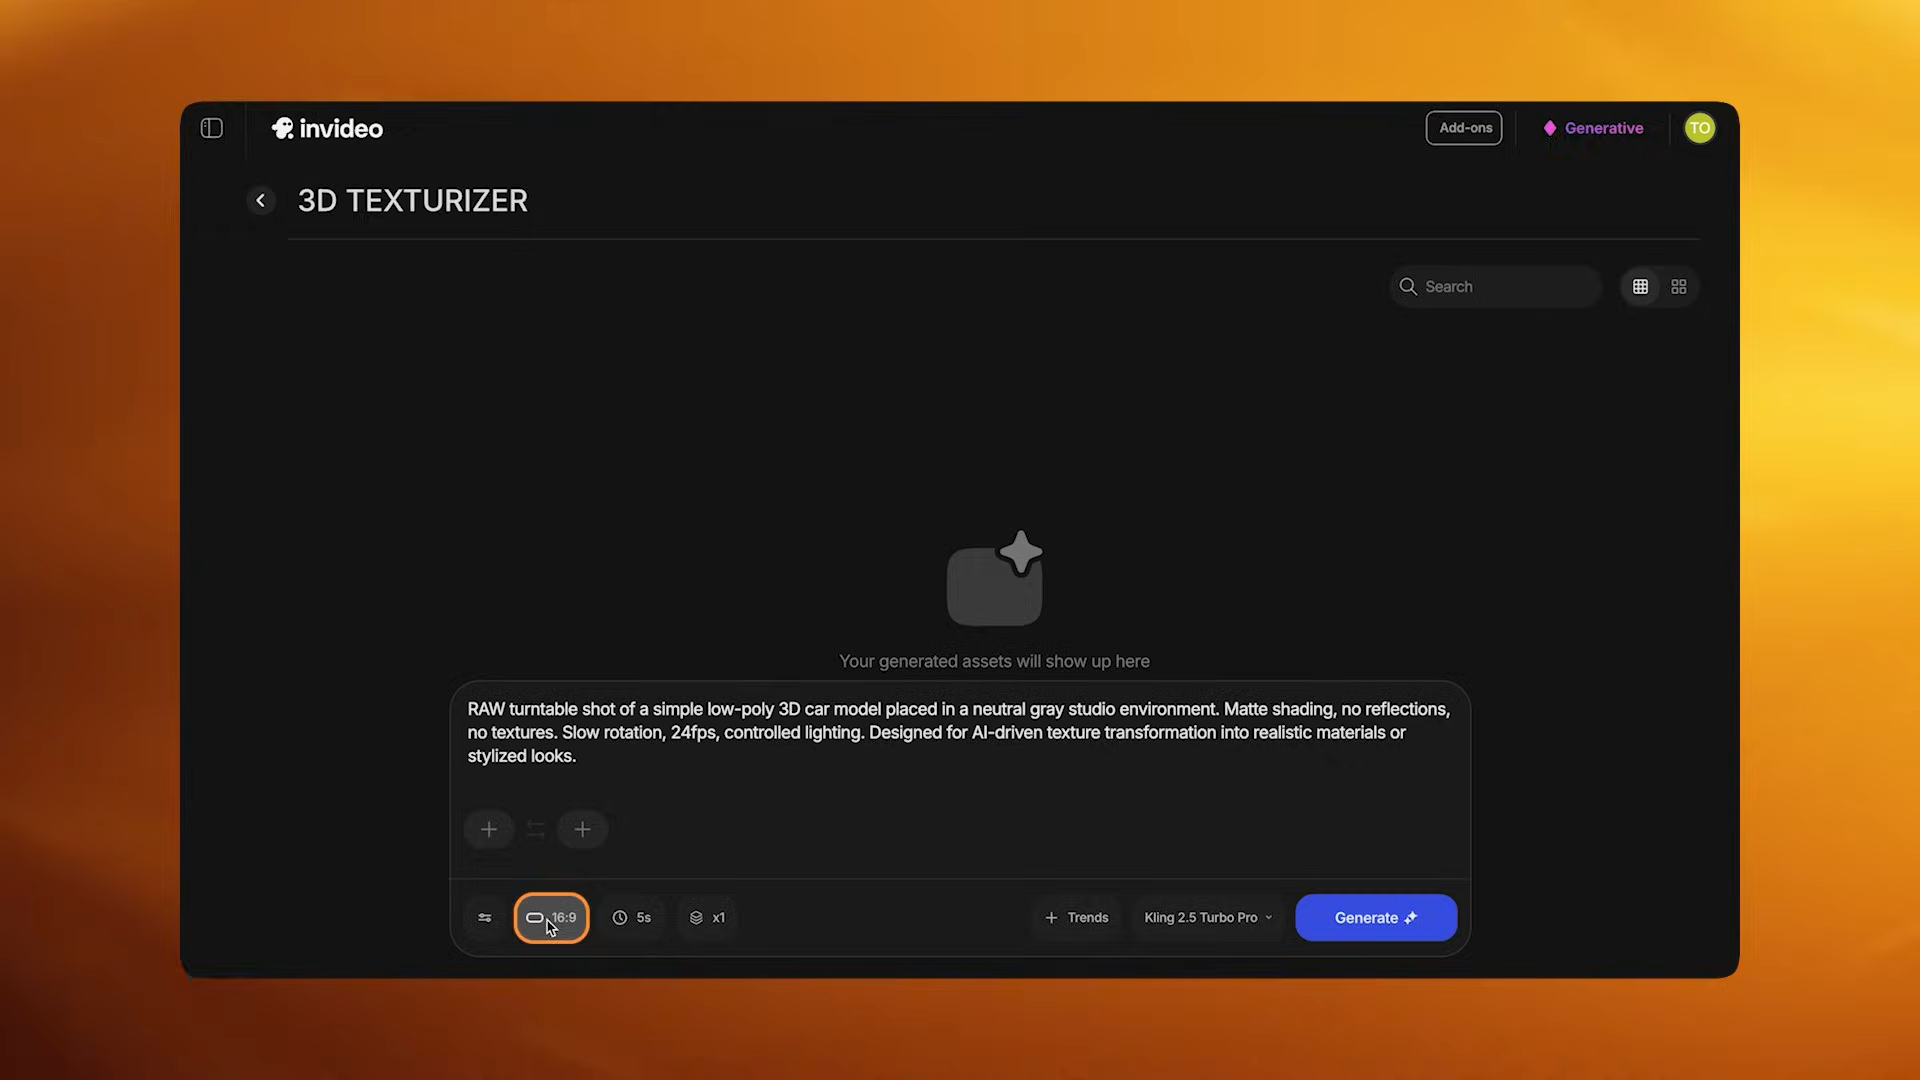 invideo
Add-ons
Generative
TO
3D TEXTURIZER
Search
Your generated assets will show up here
RAW turntable shot of a simple low-poly 3D car model placed in a neutral gray studio environment. Matte shading, no reflections,
no textures. Slow rotation, 24fps, controlled lighting. Designed for AI-driven texture transformation into realistic materials or
stylized looks.
16:9
5s
x1
Trends
Kling 2.5 Turbo Pro
Generate